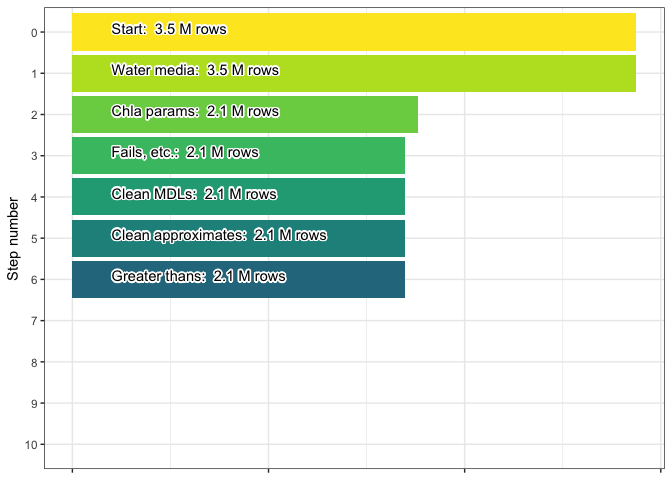 Start:  3.5 M rows
Water media:  3.5 M rows
Chla params:  2.1 M rows
Fails, etc.:  2.1 M rows
Clean MDLs:  2.1 M rows
Clean approximates:  2.1 M rows
Greater thans:  2.1 M rows
Step number
0
1
2
3
4
5
6
7
8
9
10